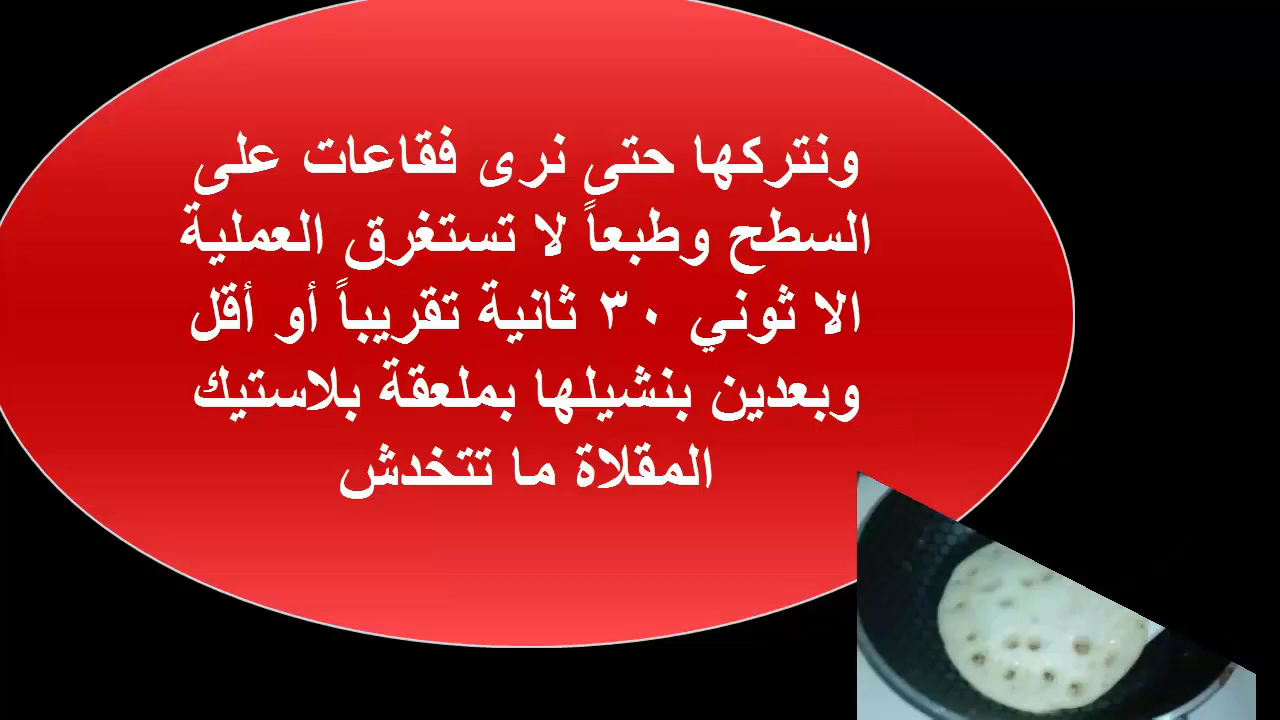 ونتركها حتى نرى فقاعات على
السطح وطبعاً لا تستغرق العملية
الا ثوني ٣٠ ثانية تقريباً أو أقل
وبعدين بنشيلها بملعقة بلاستيك
المقلاة ما تتخدش